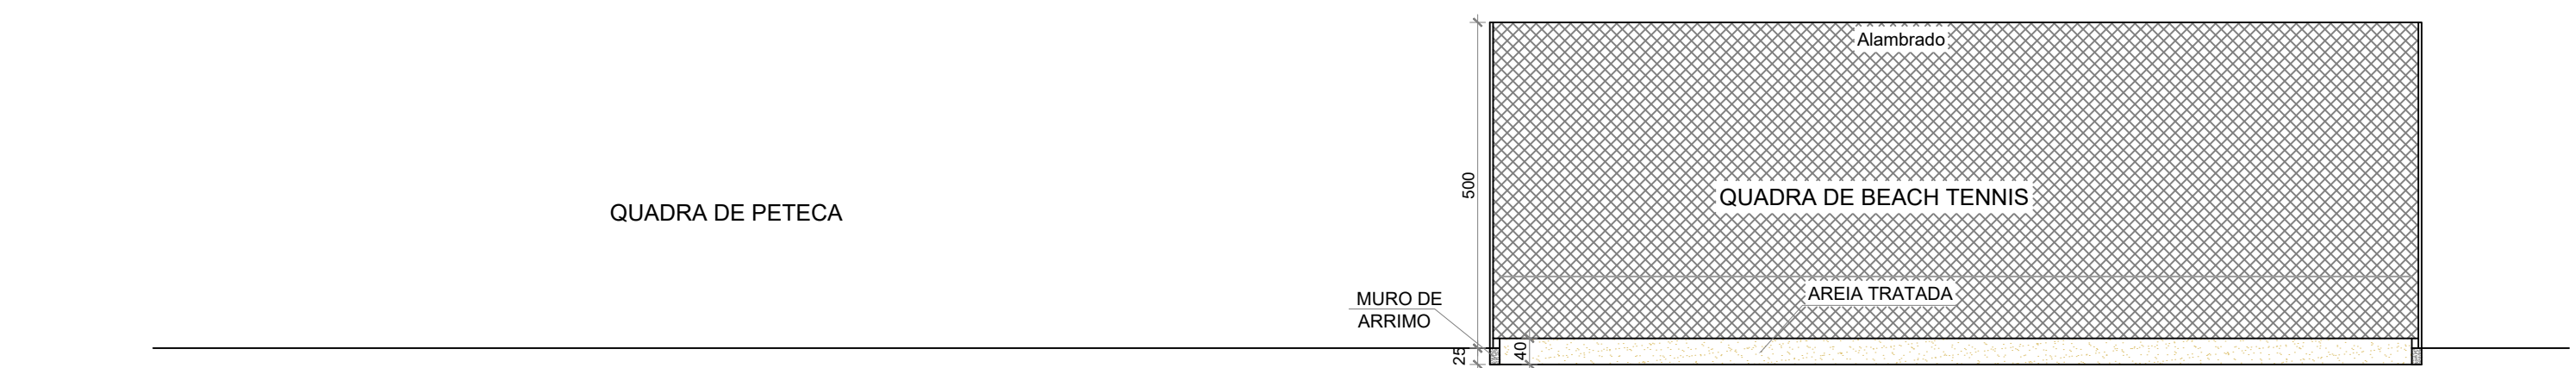 Alambrado
500
QUADRA DE BEACH TENNIS
QUADRA DE PETECA
AREIA TRATADA
MURO DE
ARRIMO
25
40